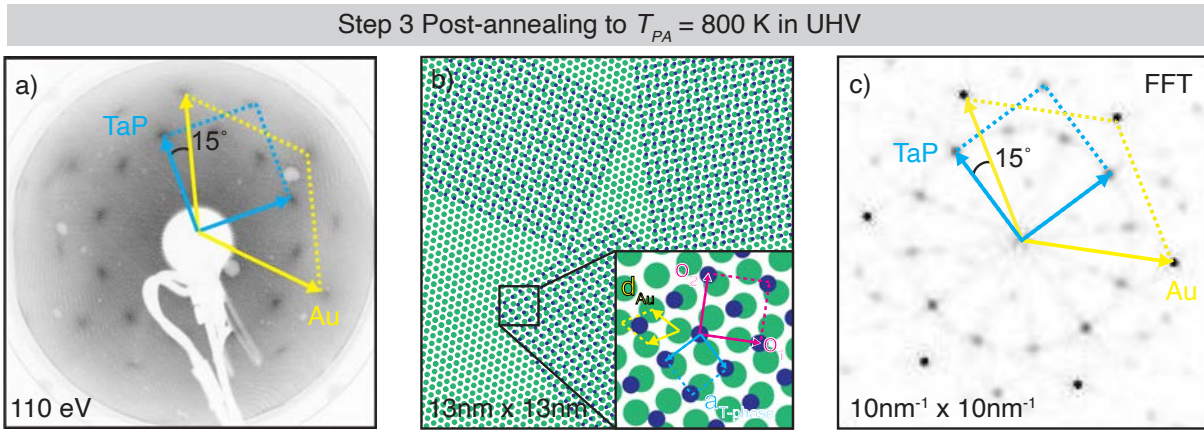 Step 3 Post-annealing to T_PA = 800 K in UHV
a)
TaP
15°
Au
110 eV
b)
d_Au
o_2
o_1
a_T-phase
13nm x 13nm
c)
FFT
TaP
15°
Au
10nm⁻¹ x 10nm⁻¹